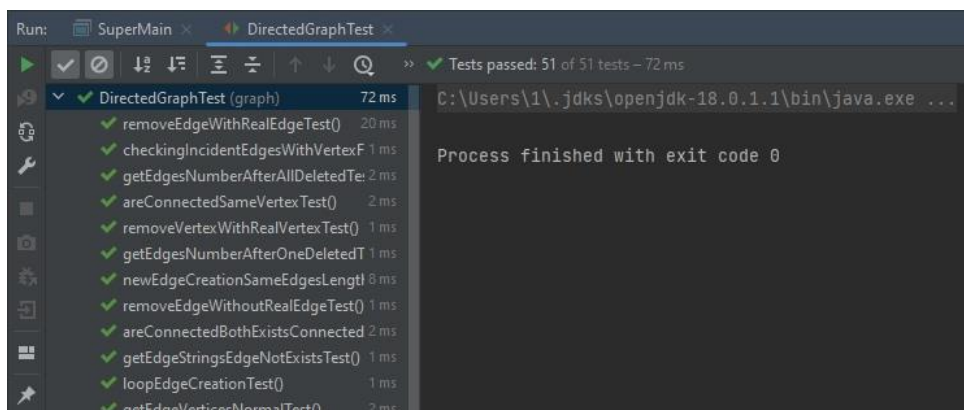 Run: SuperMain × DirectedGraphTest ×
» Tests passed: 51 of 51 tests – 72 ms
DirectedGraphTest (graph) 72 ms
removeEdgeWithRealEdgeTest() 20 ms
checkingIncidentEdgesWithVertexF 1 ms
getEdgesNumberAfterAllDeletedTe 2 ms
areConnectedSameVertexTest() 2 ms
removeVertexWithRealVertexTest() 1 ms
getEdgesNumberAfterOneDeletedT 1 ms
newEdgeCreationSameEdgesLengt 8 ms
removeEdgeWithoutRealEdgeTest() 1 ms
areConnectedBothExistsConnected 2 ms
getEdgeStringsEdgeNotExistsTest() 1 ms
loopEdgeCreationTest() 1 ms
getEdgeVerticesNormalTest() 2 ms
C:\Users\1\.jdks\openjdk-18.0.1.1\bin\java.exe ...
Process finished with exit code 0